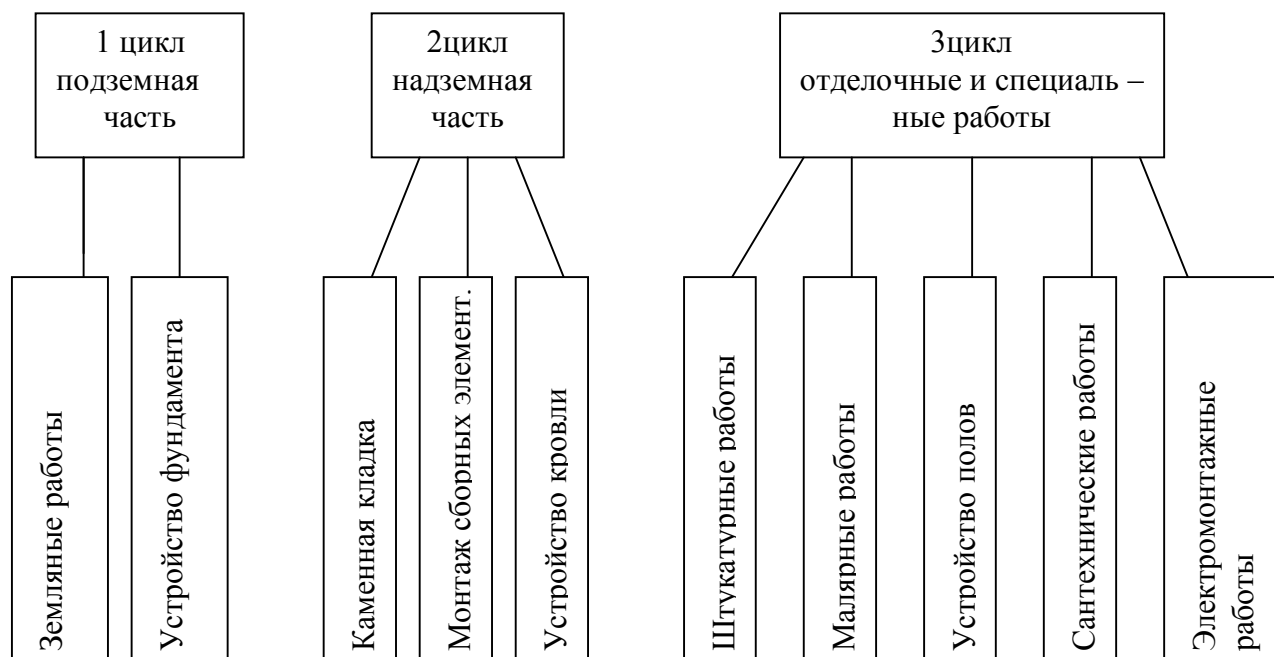 1 цикл
подземная
часть
2цикл
надземная
часть
3цикл
отделочные и специаль –
ные работы
Земляные работы
Устройство фундамента
Каменная кладка
Монтаж сборных элемент.
Устройство кровли
Штукатурные работы
Малярные работы
Устройство полов
Сантехнические работы
Электромонтажные
работы